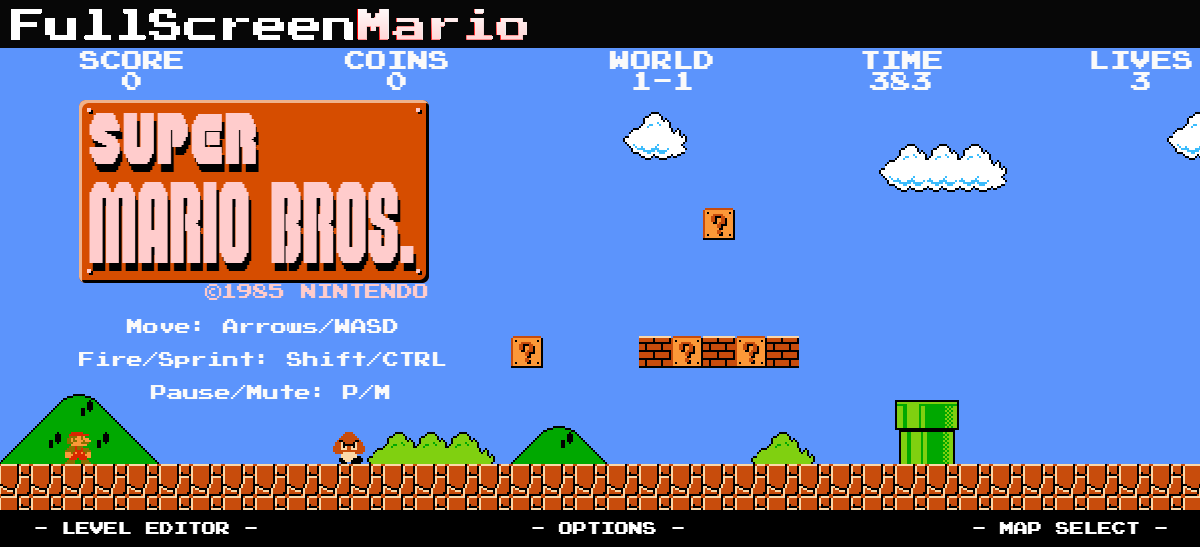 FullScreenMario
SCORE COINS WORLD TIME LIVES
0 0 1-1 383 3
SUPER
MARIO BROS.
©1985 NINTENDO
Move: Arrows/WASD
Fire/Sprint: Shift/CTRL
Pause/Mute: P/M
?
? ? ?
- LEVEL EDITOR - - OPTIONS - - MAP SELECT -